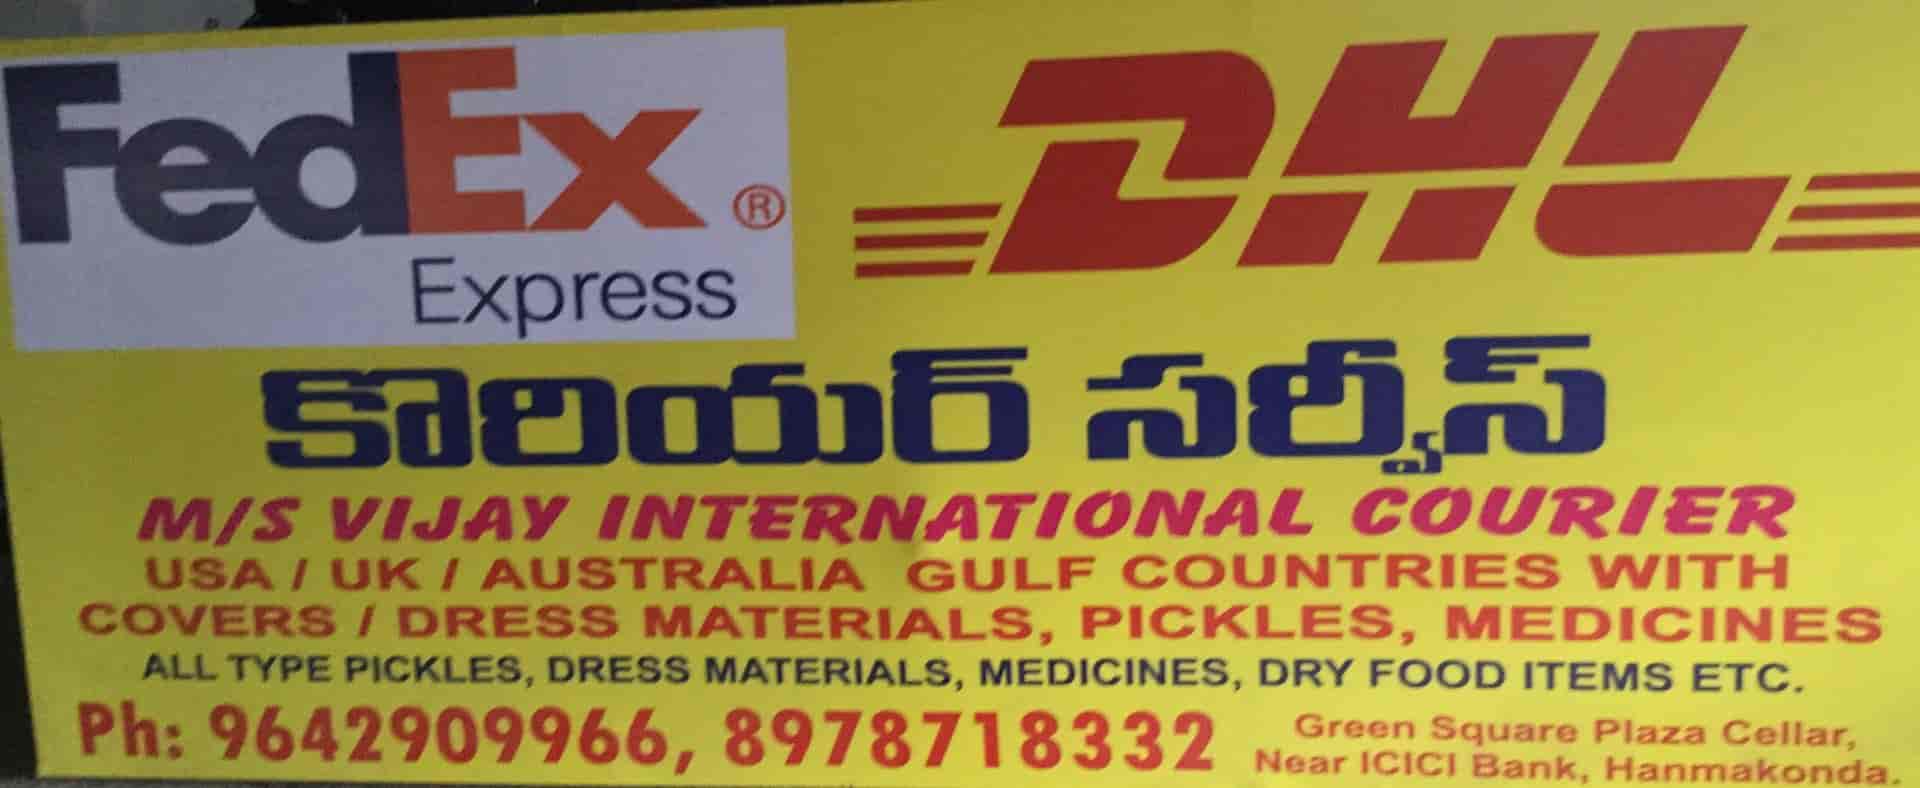 FedEx ®
Express
DHL
కొరియర్ సర్వీస్
M/S VIJAY INTERNATIONAL COURIER
USA / UK / AUSTRALIA GULF COUNTRIES WITH
COVERS / DRESS MATERIALS, PICKLES, MEDICINES
ALL TYPE PICKLES, DRESS MATERIALS, MEDICINES, DRY FOOD ITEMS ETC.
Ph: 9642909966, 8978718332
Green Square Plaza Cellar,
Near ICICI Bank, Hanmakonda.